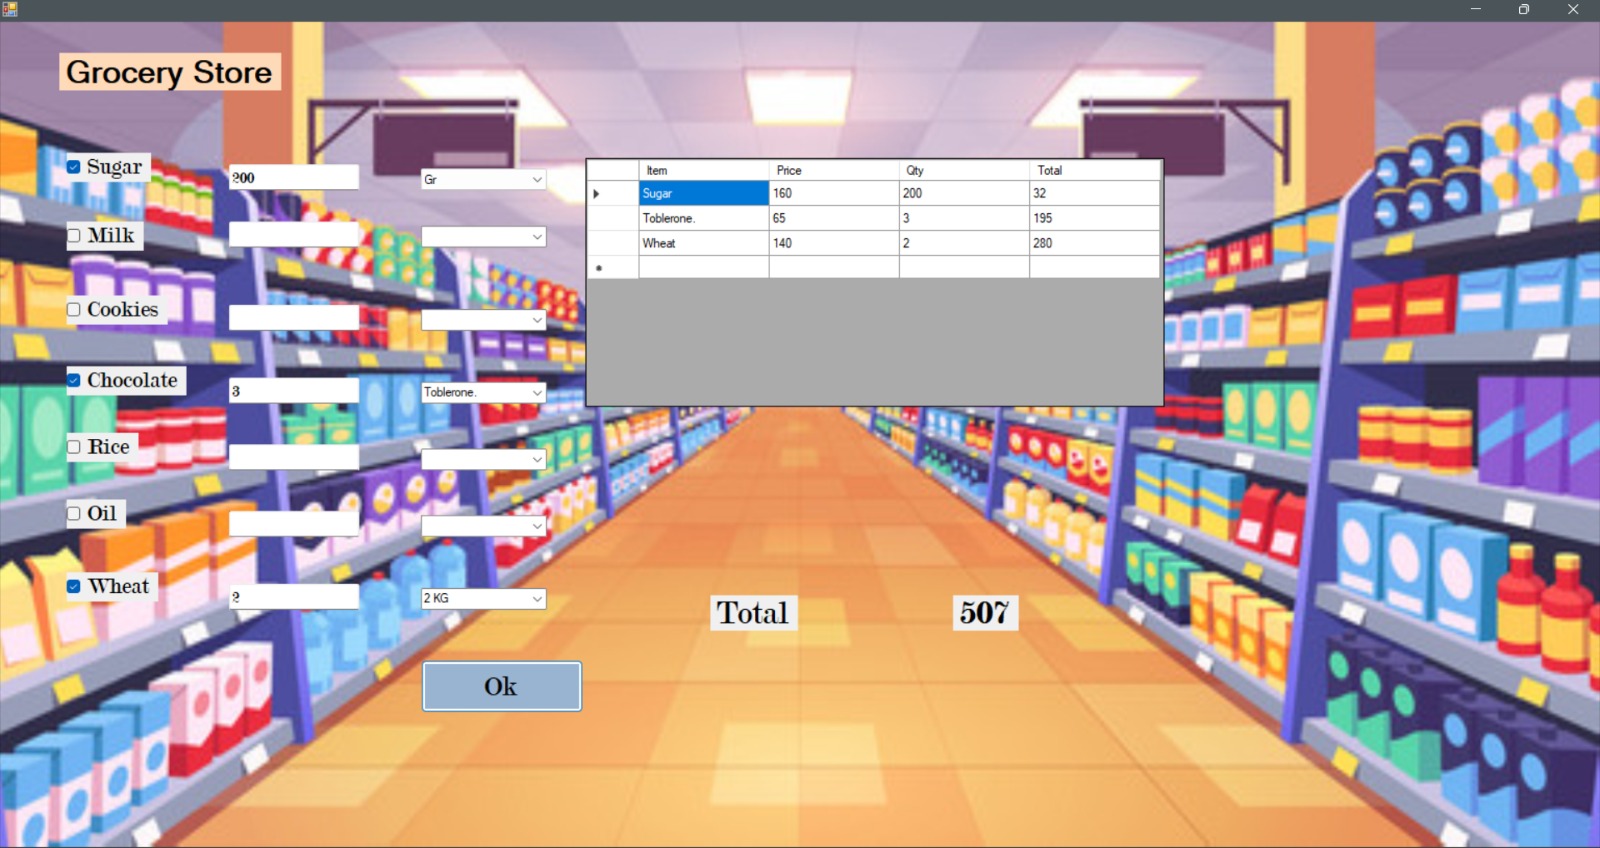 Grocery Store
Sugar 200 Gr
Milk
Cookies
Chocolate 3 Toblerone.
Rice
Oil
Wheat 2 2 KG
Ok
Item Price Qty Total
Sugar 160 200 32
Toblerone. 65 3 195
Wheat 140 2 280
Total 507